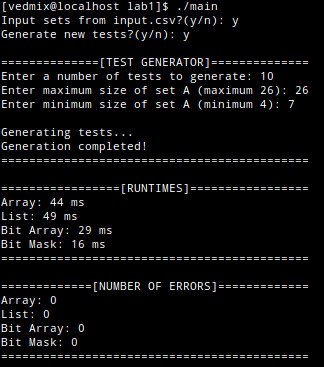 [vedmix@localhost lab1]$ ./main
Input sets from input.csv?(y/n): y
Generate new tests?(y/n): y
==============[TEST GENERATOR]==============
Enter a number of tests to generate: 10
Enter maximum size of set A (maximum 26): 26
Enter minimum size of set A (minimum 4): 7
Generating tests...
Generation completed!
============================================
=================[RUNTIMES]=================
Array: 44 ms
List: 49 ms
Bit Array: 29 ms
Bit Mask: 16 ms
============================================
=============[NUMBER OF ERRORS]=============
Array: 0
List: 0
Bit Array: 0
Bit Mask: 0
============================================